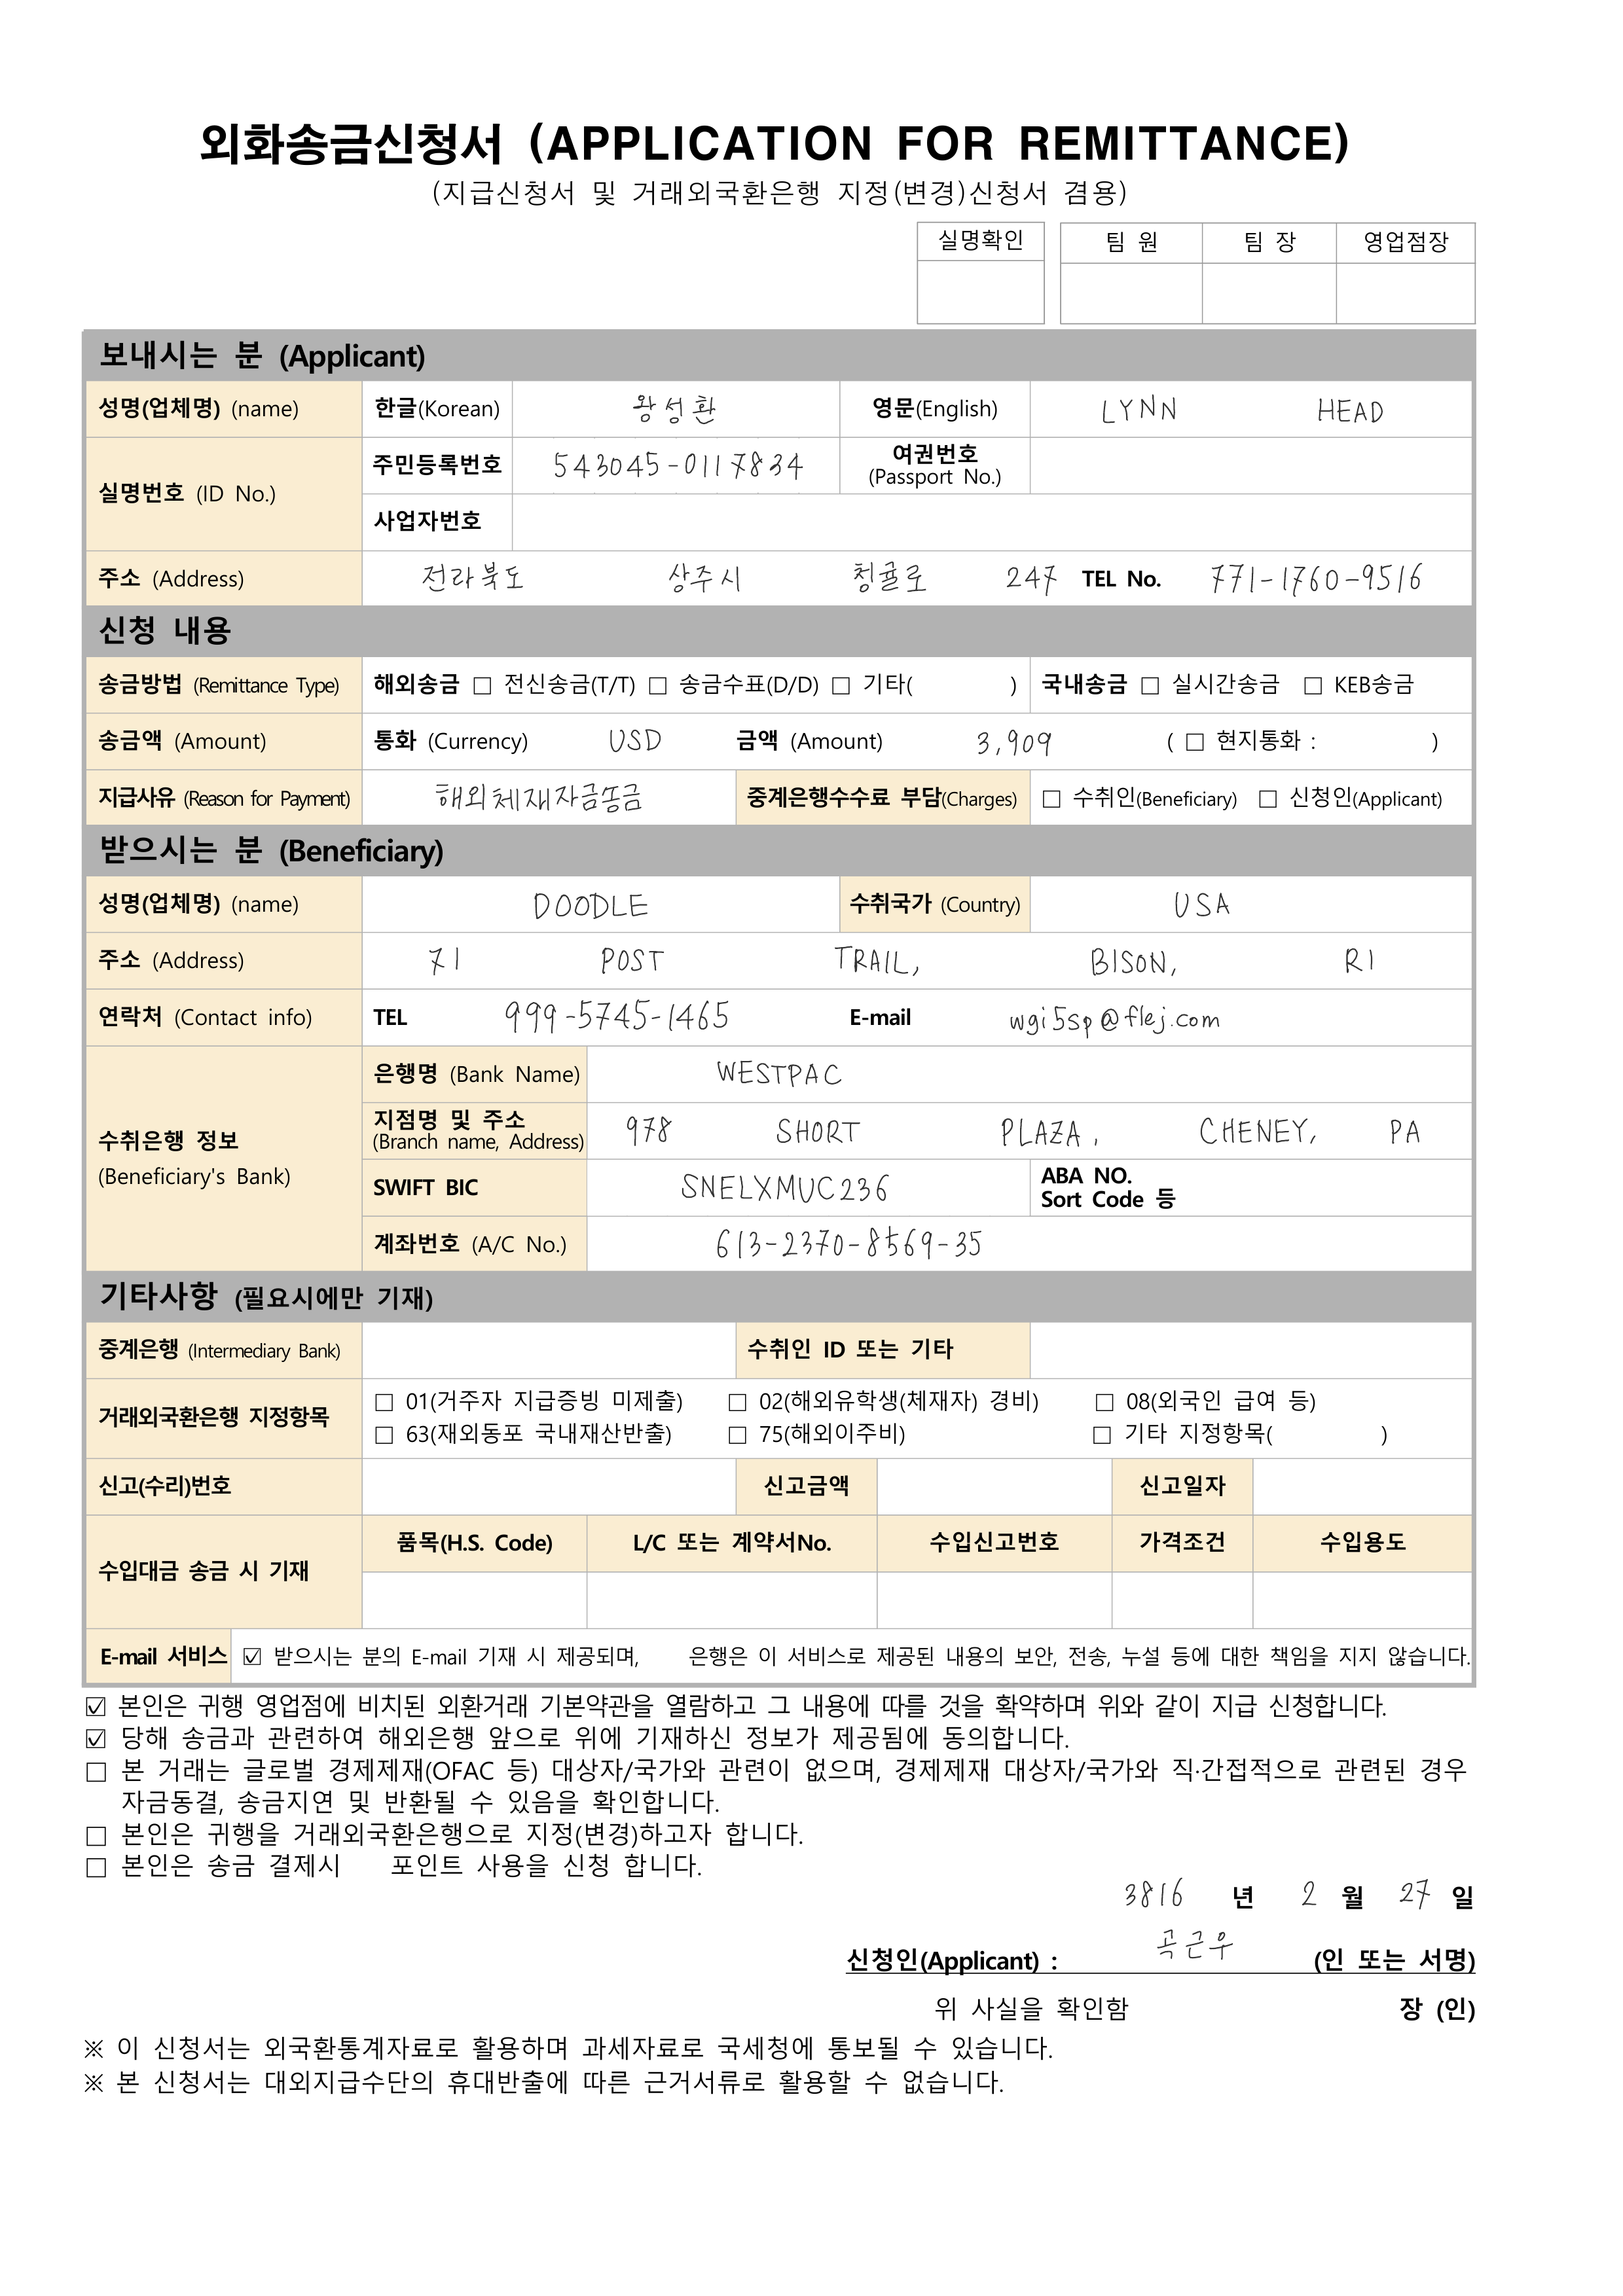 외화송금신청서 (APPLICATION FOR REMITTANCE)
(지급신청서 및 거래외국환은행 지정(변경)신청서 겸용)
실명확인 팀 원 팀 장 영업점장
보내시는 분 (Applicant)
성명(업체명) (name) 한글(Korean) 왕성환 영문(English) LYNN HEAD
실명번호 (ID No.) 주민등록번호 543045-0117834 여권번호 (Passport No.)
사업자번호
주소 (Address) 전라북도 상주시 청귤로 247 TEL No. 771-1760-9516
신청 내용
송금방법 (Remittance Type) 해외송금 □ 전신송금(T/T) □ 송금수표(D/D) □ 기타( ) 국내송금 □ 실시간송금 □ KEB송금
송금액 (Amount) 통화 (Currency) USD 금액 (Amount) 3,909 ( □ 현지통화 : )
지급사유 (Reason for Payment) 해외체재자금송금 중계은행수수료 부담(Charges) □ 수취인(Beneficiary) □ 신청인(Applicant)
받으시는 분 (Beneficiary)
성명(업체명) (name) DOODLE 수취국가 (Country) USA
주소 (Address) 71 POST TRAIL, BISON, RI
연락처 (Contact info) TEL 999-5745-1465 E-mail wgi5sp@flej.com
수취은행 정보 (Beneficiary's Bank)
은행명 (Bank Name) WESTPAC
지점명 및 주소 (Branch name, Address) 978 SHORT PLAZA, CHENEY, PA
SWIFT BIC SNELXMUC236 ABA NO. Sort Code 등
계좌번호 (A/C No.) 613-2370-8569-35
기타사항 (필요시에만 기재)
중계은행 (Intermediary Bank) 수취인 ID 또는 기타
거래외국환은행 지정항목 □ 01(거주자 지급증빙 미제출) □ 02(해외유학생(체재자) 경비) □ 08(외국인 급여 등)
□ 63(재외동포 국내재산반출) □ 75(해외이주비) □ 기타 지정항목( )
신고(수리)번호 신고금액 신고일자
수입대금 송금 시 기재 품목(H.S. Code) L/C 또는 계약서No. 수입신고번호 가격조건 수입용도
E-mail 서비스 ☑ 받으시는 분의 E-mail 기재 시 제공되며, 은행은 이 서비스로 제공된 내용의 보안, 전송, 누설 등에 대한 책임을 지지 않습니다.
☑ 본인은 귀행 영업점에 비치된 외환거래 기본약관을 열람하고 그 내용에 따를 것을 확약하며 위와 같이 지급 신청합니다.
☑ 당해 송금과 관련하여 해외은행 앞으로 위에 기재하신 정보가 제공됨에 동의합니다.
□ 본 거래는 글로벌 경제제재(OFAC 등) 대상자/국가와 관련이 없으며, 경제제재 대상자/국가와 직·간접적으로 관련된 경우
자금동결, 송금지연 및 반환될 수 있음을 확인합니다.
□ 본인은 귀행을 거래외국환은행으로 지정(변경)하고자 합니다.
□ 본인은 송금 결제시 포인트 사용을 신청 합니다.
3816 년 2 월 27 일
신청인(Applicant) : 곡근우 (인 또는 서명)
위 사실을 확인함 장 (인)
※ 이 신청서는 외국환통계자료로 활용하며 과세자료로 국세청에 통보될 수 있습니다.
※ 본 신청서는 대외지급수단의 휴대반출에 따른 근거서류로 활용할 수 없습니다.